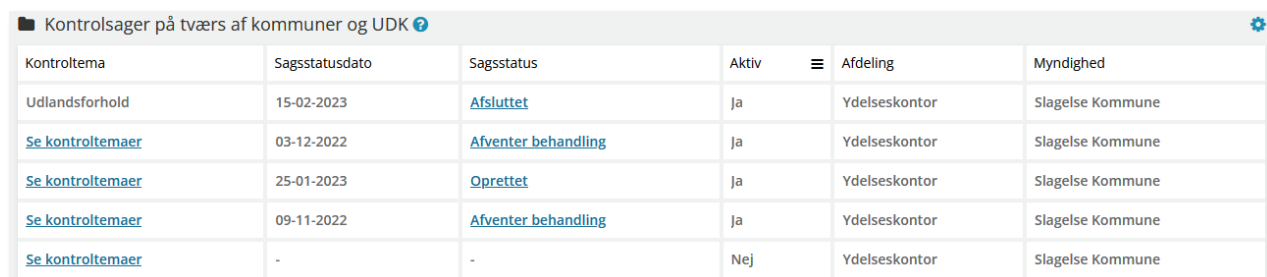 Kontrolsager på tværs af kommuner og UDK ?
Kontroltema Sagsstatusdato Sagsstatus Aktiv Afdeling Myndighed
Udlandsforhold 15-02-2023 Afsluttet Ja Ydelseskontor Slagelse Kommune
Se kontroltemaer 03-12-2022 Afventer behandling Ja Ydelseskontor Slagelse Kommune
Se kontroltemaer 25-01-2023 Oprettet Ja Ydelseskontor Slagelse Kommune
Se kontroltemaer 09-11-2022 Afventer behandling Ja Ydelseskontor Slagelse Kommune
Se kontroltemaer - - Nej Ydelseskontor Slagelse Kommune